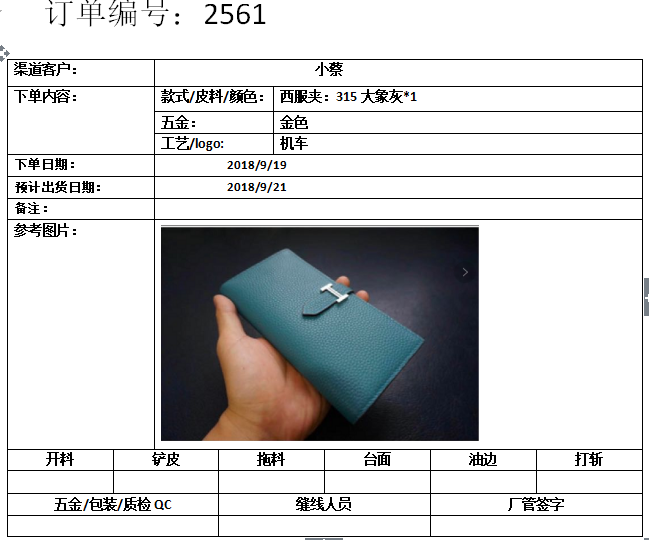 订单编号：2561
渠道客户： 小蔡
下单内容： 款式/皮料/颜色： 西服夹：315 大象灰*1
五金： 金色
工艺/logo: 机车
下单日期： 2018/9/19
预计出货日期： 2018/9/21
备注：
参考图片：
开料 铲皮 拖料 台面 油边 打斩
五金/包装/质检 QC 缝线人员 厂管签字